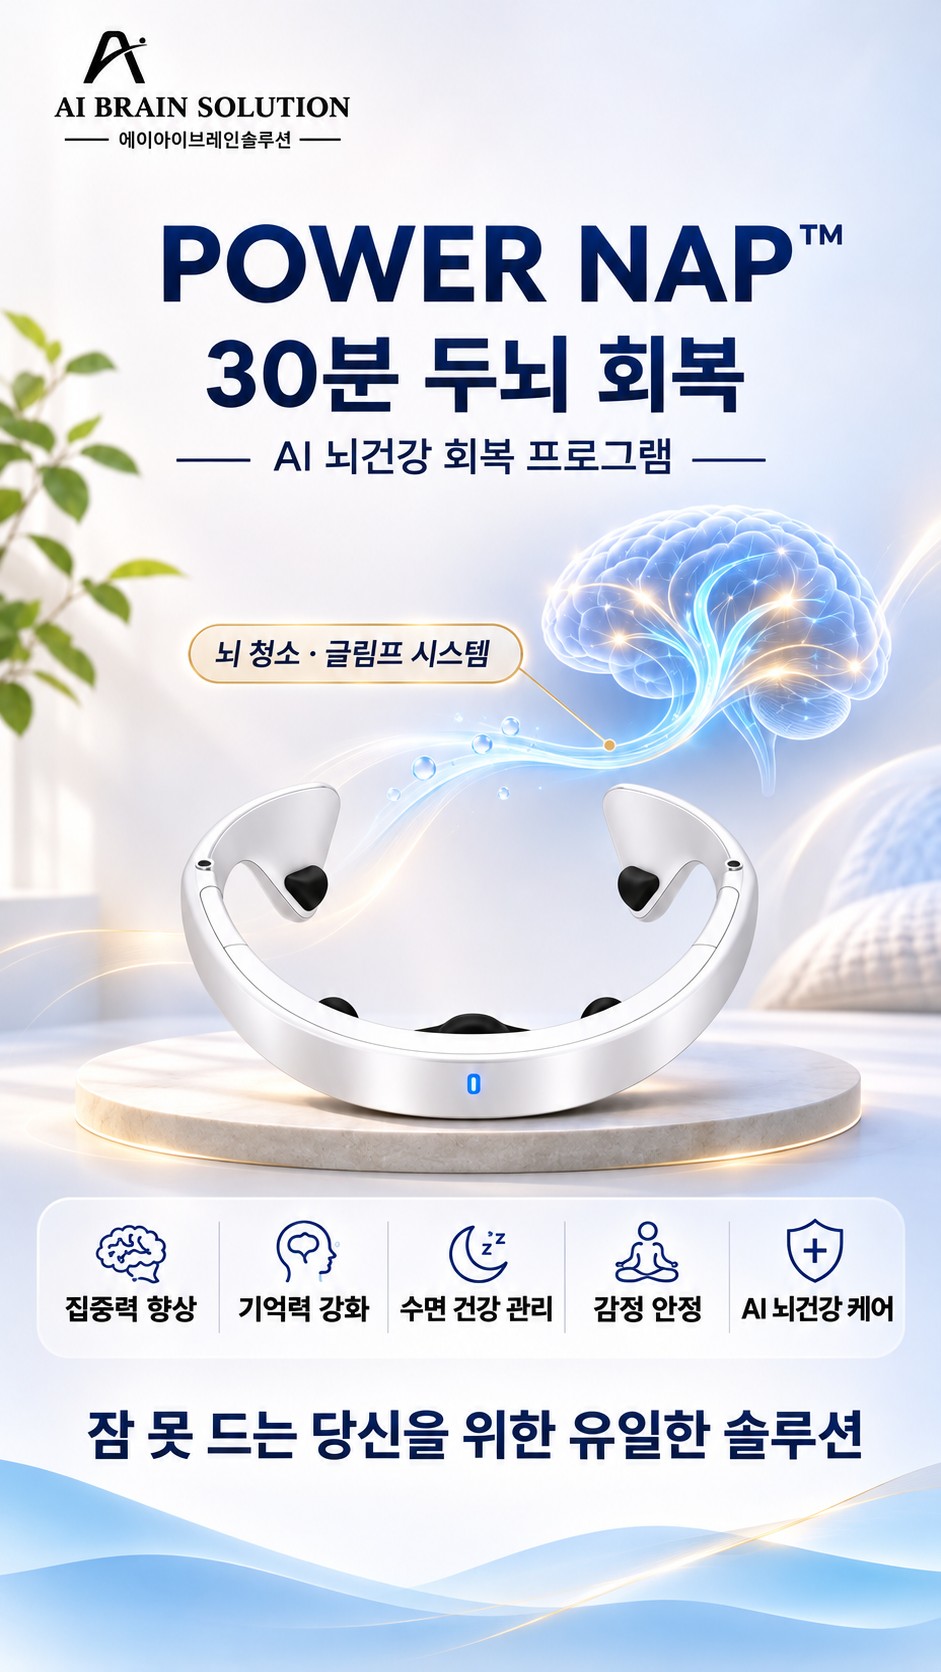 AI BRAIN SOLUTION
에이아이브레인솔루션
POWER NAP™
30분 두뇌 회복
AI 뇌건강 회복 프로그램
뇌 청소 · 글림프 시스템
집중력 향상
기억력 강화
수면 건강 관리
감정 안정
AI 뇌건강 케어
잠 못 드는 당신을 위한 유일한 솔루션